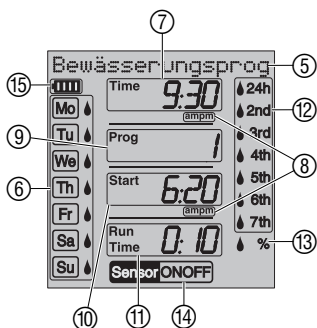 ⑦
Bewässerungsprog ⑤
⑮ Time 9:30 24h
Mo ampm 2nd ⑫
⑨ Tu Prog 1 3rd
We 4th ⑧
⑥ Th Start 6:20 5th
Fr ampm 6th
Sa Run Time 0:10 7th
Su % ⑬
Sensor ONOFF
⑩ ⑪ ⑭